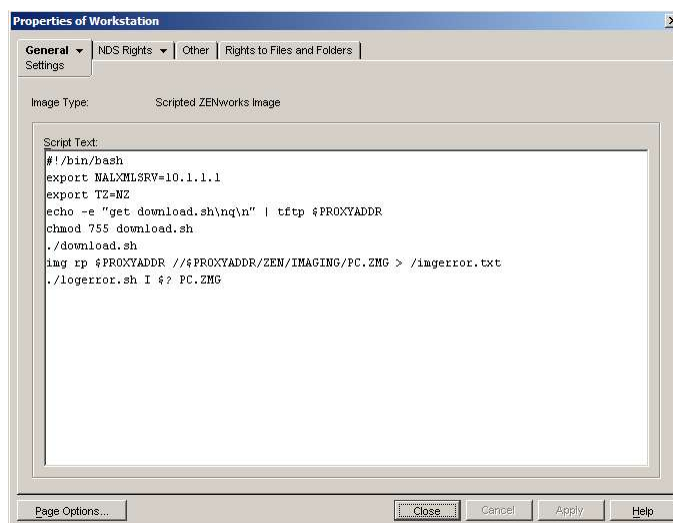 Properties of Workstation
General NDS Rights Other Rights to Files and Folders
Settings
Image Type: Scripted ZENworks Image
Script Text:
#!/bin/bash
export NALXMLSRV=10.1.1.1
export TZ=NZ
echo -e "get download.sh\nq\n" | tftp $PROXYADDR
chmod 755 download.sh
./download.sh
img rp $PROXYADDR //$PROXYADDR/ZEN/IMAGING/PC.ZMG > /imgerror.txt
./logerror.sh I $? PC.ZMG
Page Options... Close Cancel Apply Help